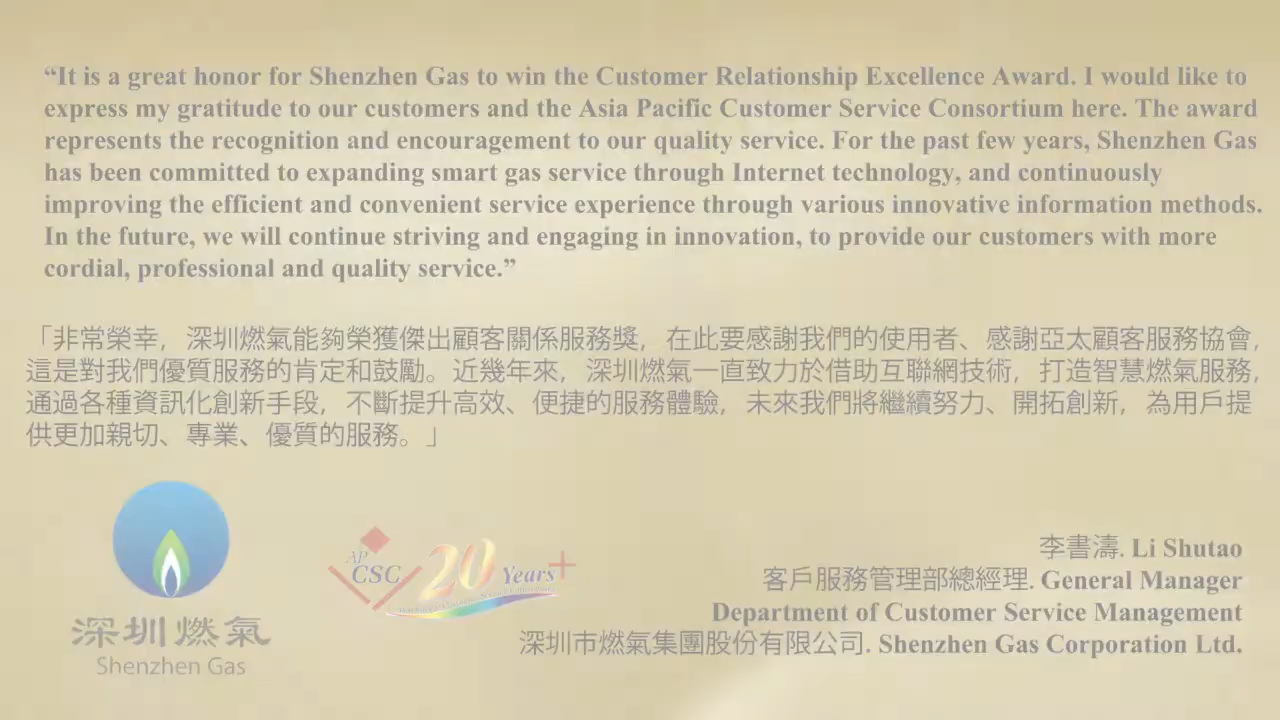 “It is a great honor for Shenzhen Gas to win the Customer Relationship Excellence Award. I would like to
express my gratitude to our customers and the Asia Pacific Customer Service Consortium here. The award
represents the recognition and encouragement to our quality service. For the past few years, Shenzhen Gas
has been committed to expanding smart gas service through Internet technology, and continuously
improving the efficient and convenient service experience through various innovative information methods.
In the future, we will continue striving and engaging in innovation, to provide our customers with more
cordial, professional and quality service.”
「非常榮幸，深圳燃氣能夠榮獲傑出顧客關係服務獎，在此要感謝我們的使用者、感謝亞太顧客服務協會，
這是對我們優質服務的肯定和鼓勵。近幾年來，深圳燃氣一直致力於借助互聯網技術，打造智慧燃氣服務，
通過各種資訊化創新手段，不斷提升高效、便捷的服務體驗，未來我們將繼續努力、開拓創新，為用戶提
供更加親切、專業、優質的服務。」
深圳燃氣
Shenzhen Gas
AP
CSC 20 Years+
李書濤. Li Shutao
客戶服務管理部總經理. General Manager
Department of Customer Service Management
深圳市燃氣集團股份有限公司. Shenzhen Gas Corporation Ltd.